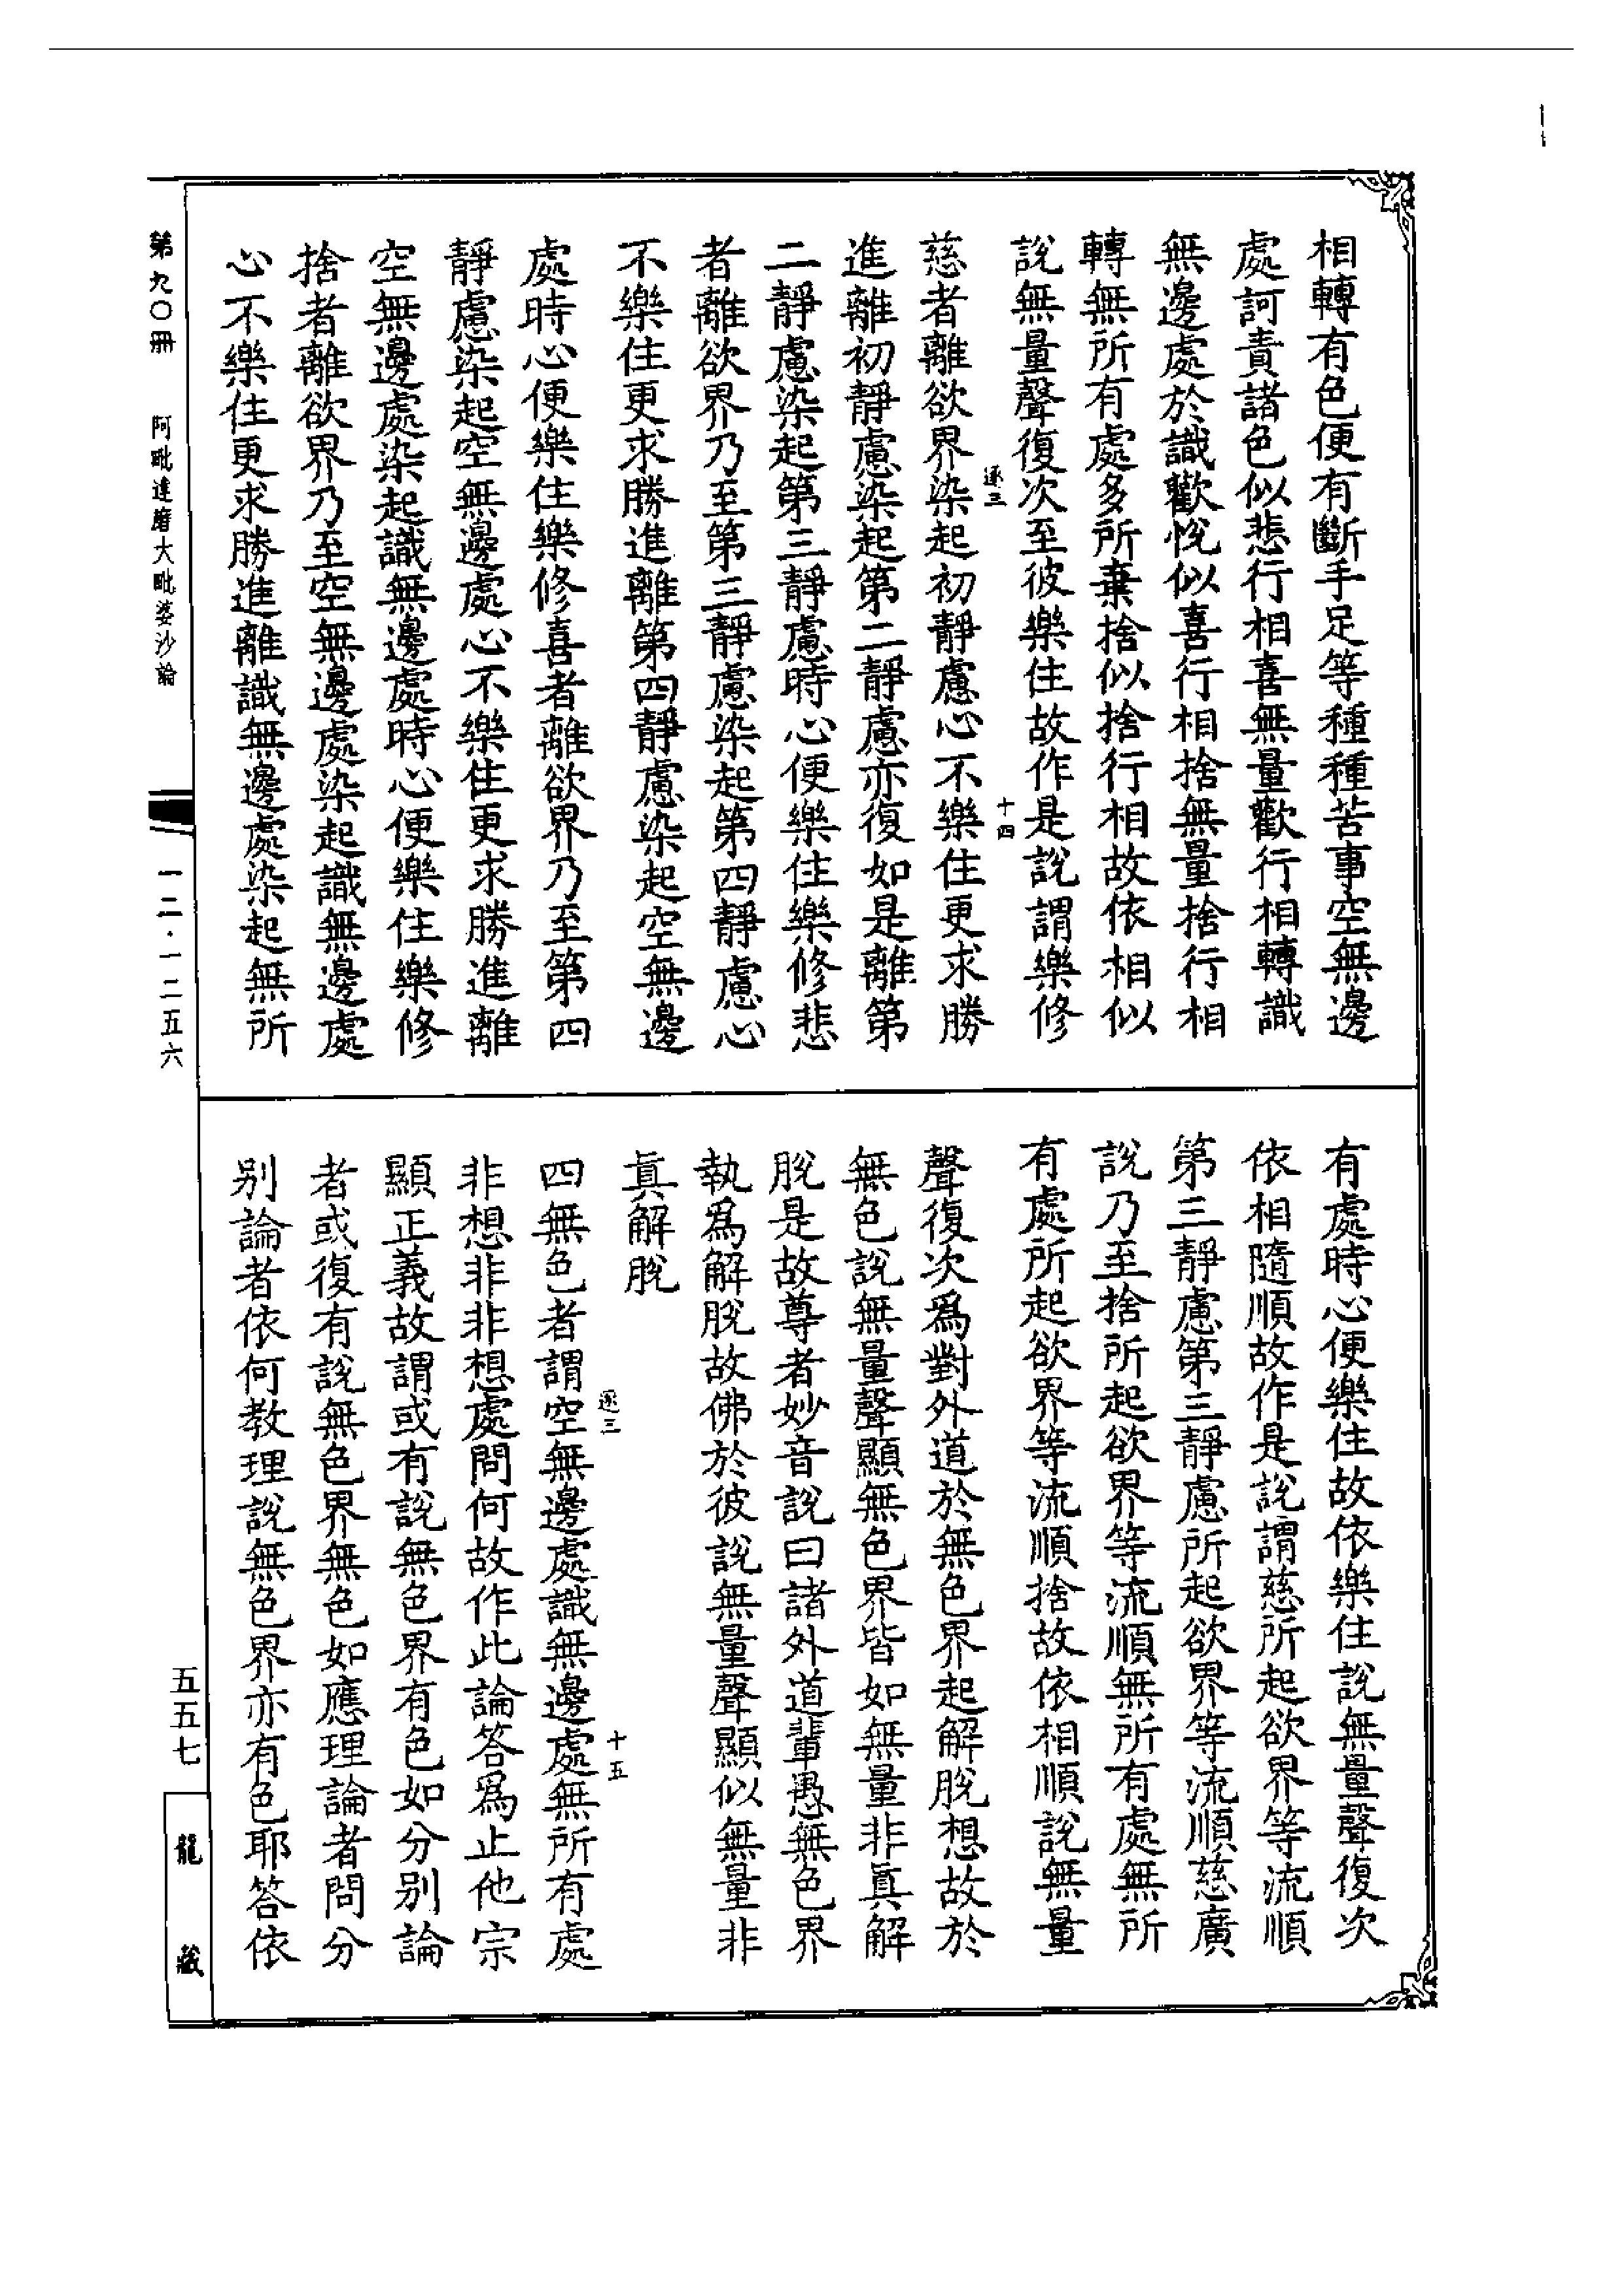 相轉有色便有斷手足等種種苦事空無邊
處訶責諸色似悲行相喜無量歡行相轉識
無邊處於識歡悅似喜行相捨無量捨行相
轉無所有處多所棄捨似捨行相故依相似
說無量聲復次至彼樂住故作是說謂樂修
十四
慈者離欲界染起初靜慮心不樂住更求勝
進離初靜慮染起第二靜慮亦復如是離第
二靜慮染起第三靜慮時心便樂住樂修悲
者離欲界乃至第三靜慮染起第四靜慮心
不樂住更求勝進離第四靜慮染起空無邊
處時心便樂住樂修喜者離欲界乃至第四
靜慮染起空無邊處心不樂住更求勝進離
空無邊處染起識無邊處時心便樂住樂修
捨者離欲界乃至空無邊處染起識無邊處
心不樂住更求勝進離識無邊處染起無所
有處時心便樂住故依樂住說無量聲復次
依相隨順故作是說謂慈所起欲界等流順
第三靜慮第三靜慮所起欲界等流順慈廣
說乃至捨所起欲界等流順無所有處無所
有處所起欲界等流順捨故依相順說無量
聲復次爲對外道於無色界起解脫想故於
無色說無量聲顯無色界皆如無量非眞解
脫是故尊者妙音說曰諸外道輩愚無色界
執爲解脫故佛於彼說無量聲顯似無量非
眞解脫
十五
四無色者謂空無邊處識無邊處無所有處
非想非非想處問何故作此論答爲止他宗
顯正義故謂或有說無色界有色如分別論
者或復有說無色界無色如應理論者問分
别論者依何教理說無色界亦有色耶答依
第九〇冊 阿毗達磨大毗婆沙論
一二·一二五六
五五七
龍藏